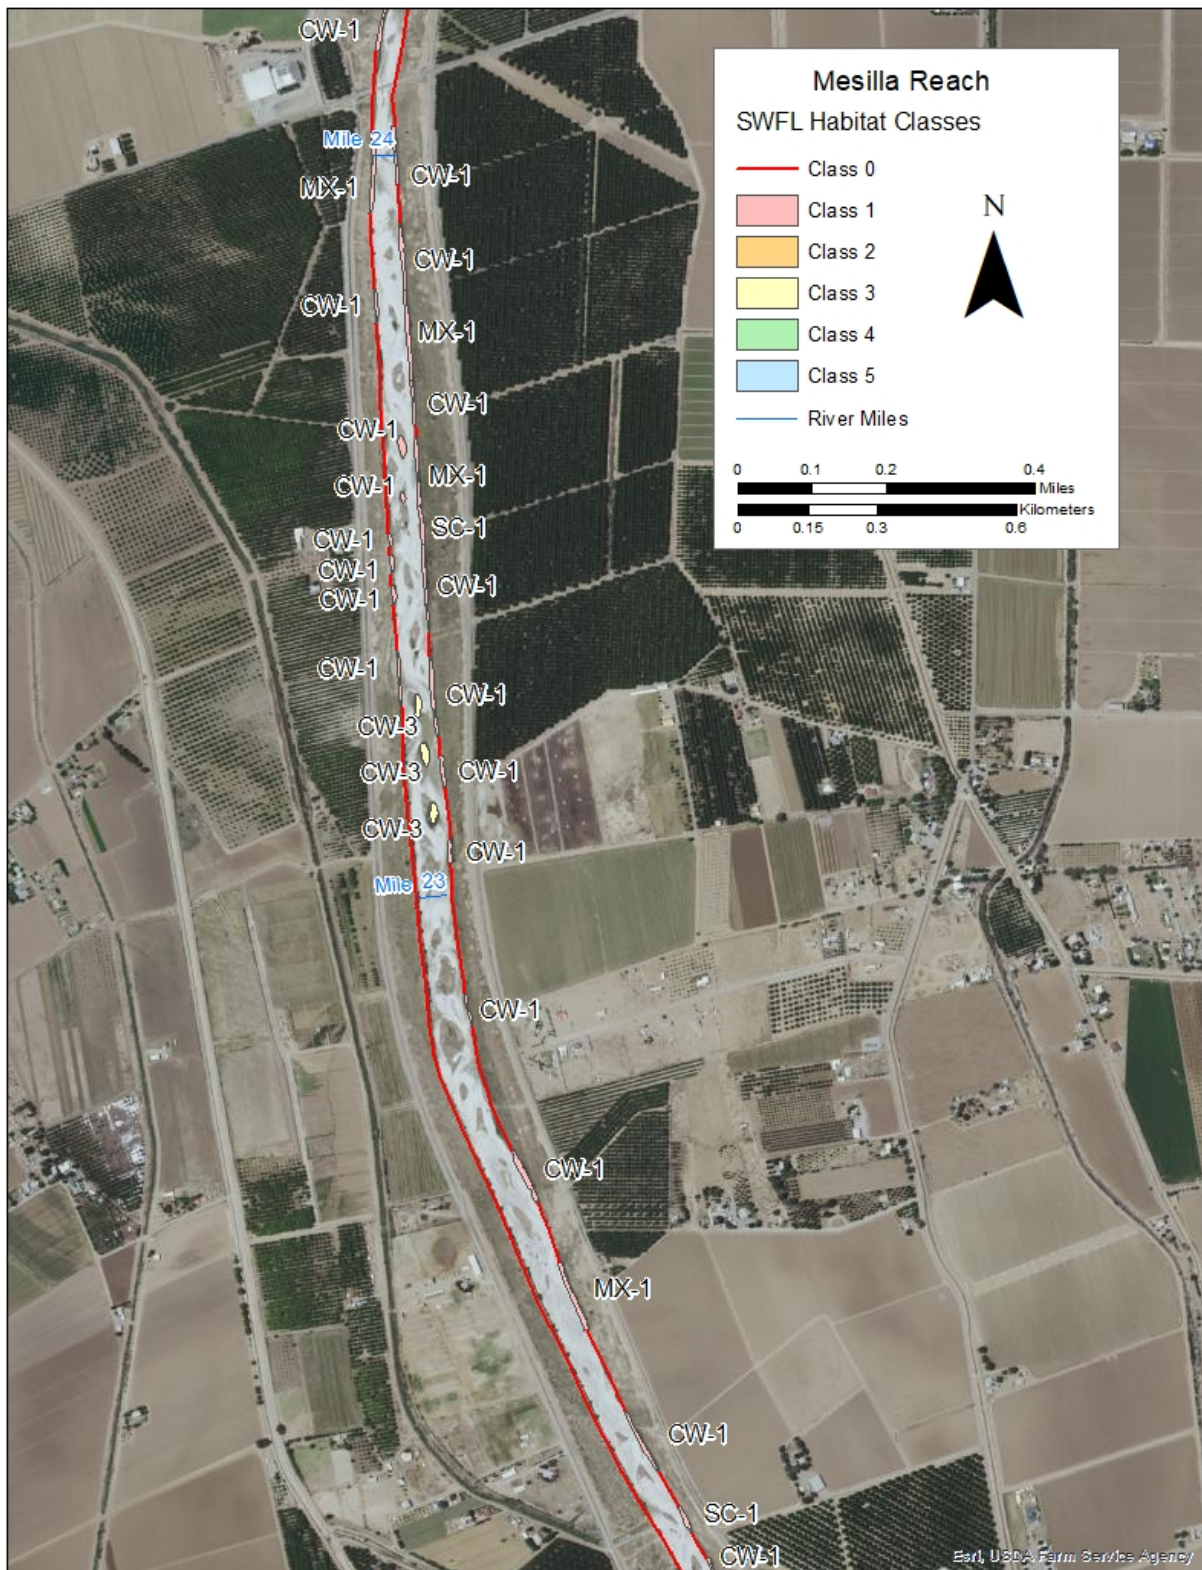 CW-1
Mesilla Reach
SWFL Habitat Classes
Class 0
Class 1
Class 2
Class 3
Class 4
Class 5
River Miles
N
0 0.1 0.2 0.4
Miles
Kilometers
0 0.15 0.3 0.6
Mile 24
MX-1
CW-1
CW-1
CW-1
MX-1
CW-1
CW-1
CW-1
MX-1
SC-1
CW-1
CW-1
CW-1
CW-1
CW-1
CW-1
CW-3
CW-3
CW-1
CW-3
CW-1
Mile 23
CW-1
CW-1
MX-1
CW-1
SC-1
CW-1
Esri, USDA Farm Service Agency